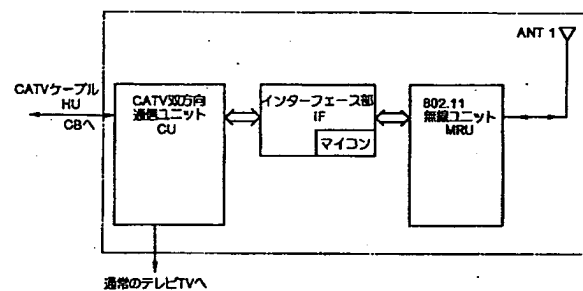 ANT 1
CATVケーブル
HU
CBへ
CATV双方向
通信ユニット
CU
インターフェース部
IF
マイコン
802.11
無線ユニット
MRU
通常のテレビTVへ